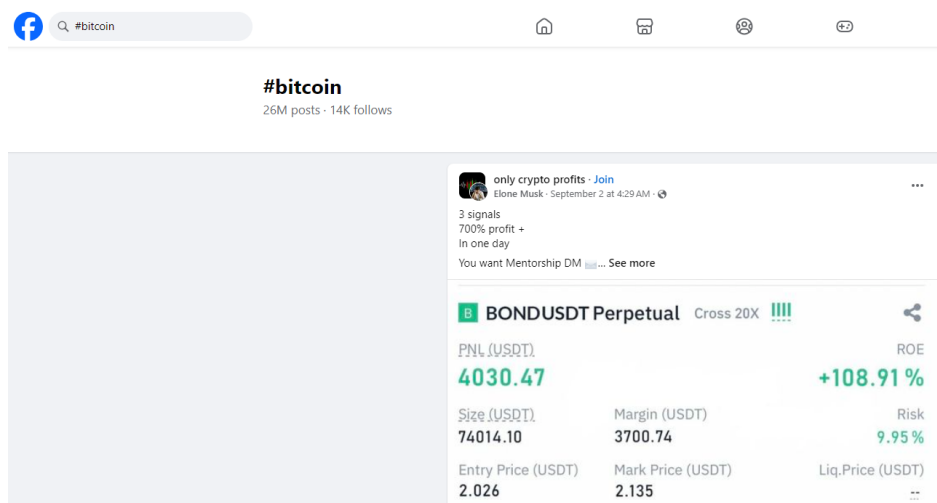 #bitcoin
#bitcoin
26M posts · 14K follows
only crypto profits · Join
Elone Musk · September 2 at 4:29 AM ·
3 signals
700% profit +
In one day
You want Mentorship DM ... See more
B BONDUSDT Perpetual Cross 20X
PNL (USDT) ROE
4030.47 +108.91%
Size (USDT) Margin (USDT) Risk
74014.10 3700.74 9.95%
Entry Price (USDT) Mark Price (USDT) Liq.Price (USDT)
2.026 2.135 --